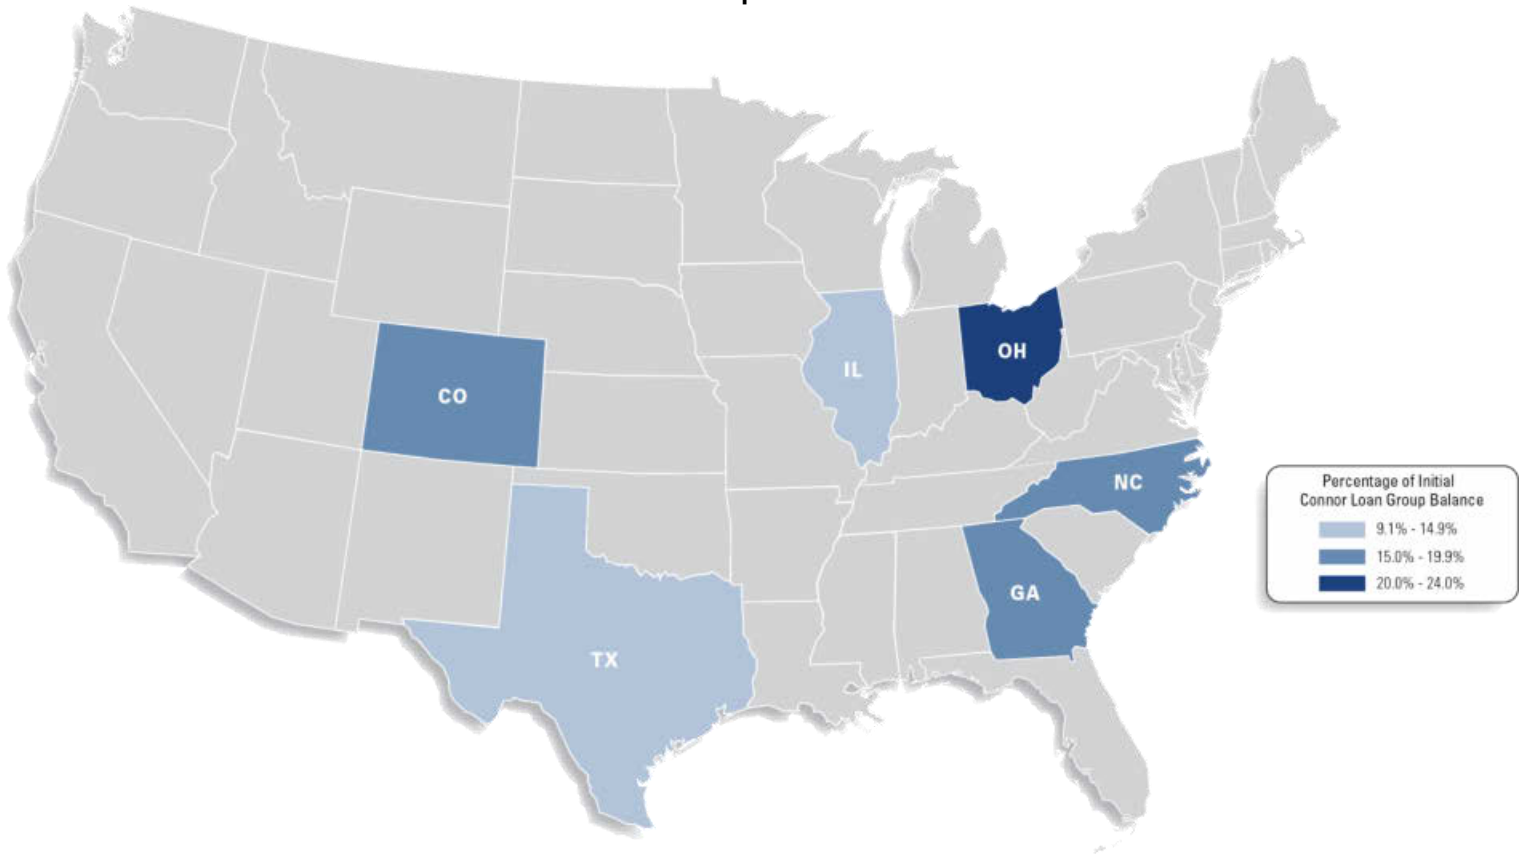 OH
IL
CO
NC
GA
TX
Percentage of Initial
Connor Loan Group Balance
9.1% - 14.9%
15.0% - 19.9%
20.0% - 24.0%